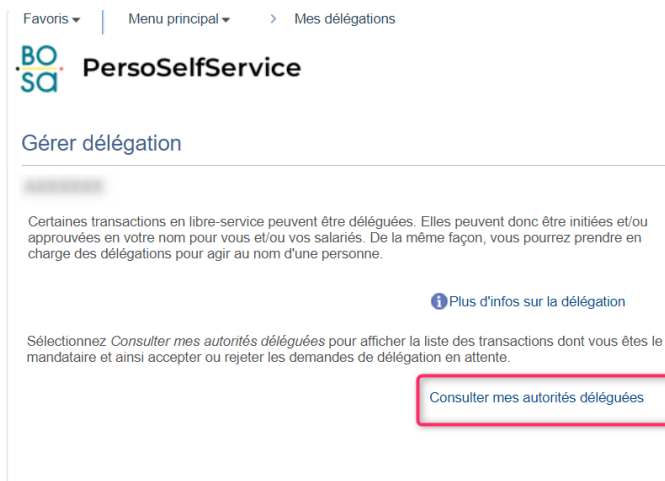 Favoris Menu principal > Mes délégations
BO
SA PersoSelfService
Gérer délégation
Certaines transactions en libre-service peuvent être déléguées. Elles peuvent donc être initiées et/ou
approuvées en votre nom pour vous et/ou vos salariés. De la même façon, vous pourrez prendre en
charge des délégations pour agir au nom d'une personne.
Plus d'infos sur la délégation
Sélectionnez Consulter mes autorités déléguées pour afficher la liste des transactions dont vous êtes le
mandataire et ainsi accepter ou rejeter les demandes de délégation en attente.
Consulter mes autorités déléguées